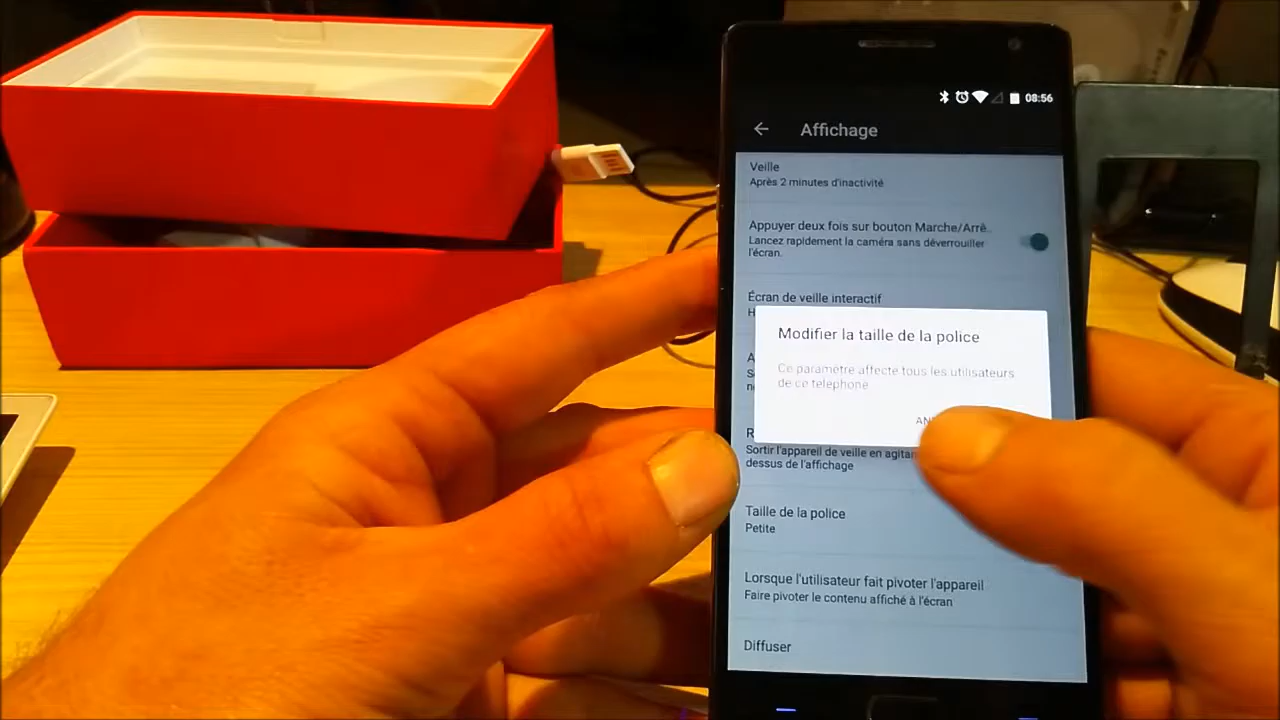 08:56
Affichage
Veille
Après 2 minutes d'inactivité
Appuyer deux fois sur bouton Marche/Arrê..
Lancez rapidement la caméra sans déverrouiller
l'écran.
Écran de veille interactif
H
Modifier la taille de la police
A
Ce paramètre affecte tous les utilisateurs
de ce telephone
AN
R
Sortir l'appareil de veille en agitan
dessus de l'affichage
Taille de la police
Petite
Lorsque l'utilisateur fait pivoter l'appareil
Faire pivoter le contenu affiché à l'écran
Diffuser